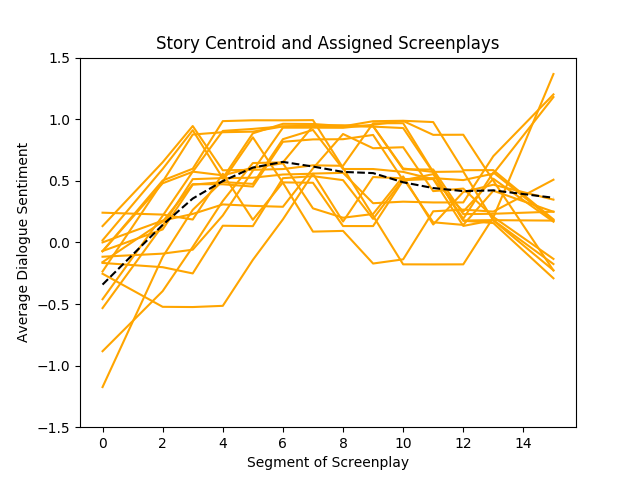 Story Centroid and Assigned Screenplays
Average Dialogue Sentiment
1.5
1.0
0.5
0.0
−0.5
−1.0
−1.5
0 2 4 6 8 10 12 14
Segment of Screenplay